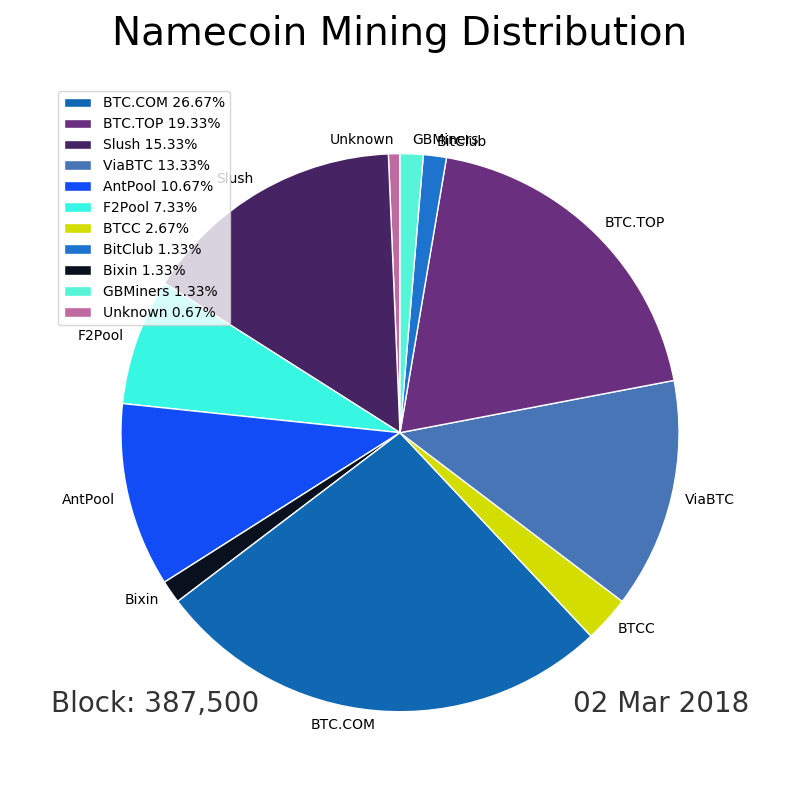 Namecoin Mining Distribution
BTC.COM 26.67%
BTC.TOP 19.33%
Slush 15.33%
ViaBTC 13.33%
AntPool 10.67%
F2Pool 7.33%
BTCC 2.67%
BitClub 1.33%
Bixin 1.33%
GBMiners 1.33%
Unknown 0.67%
Unknown
GBMiners
BitClub
Slush
BTC.TOP
F2Pool
AntPool
ViaBTC
Bixin
BTCC
BTC.COM
Block: 387,500
02 Mar 2018